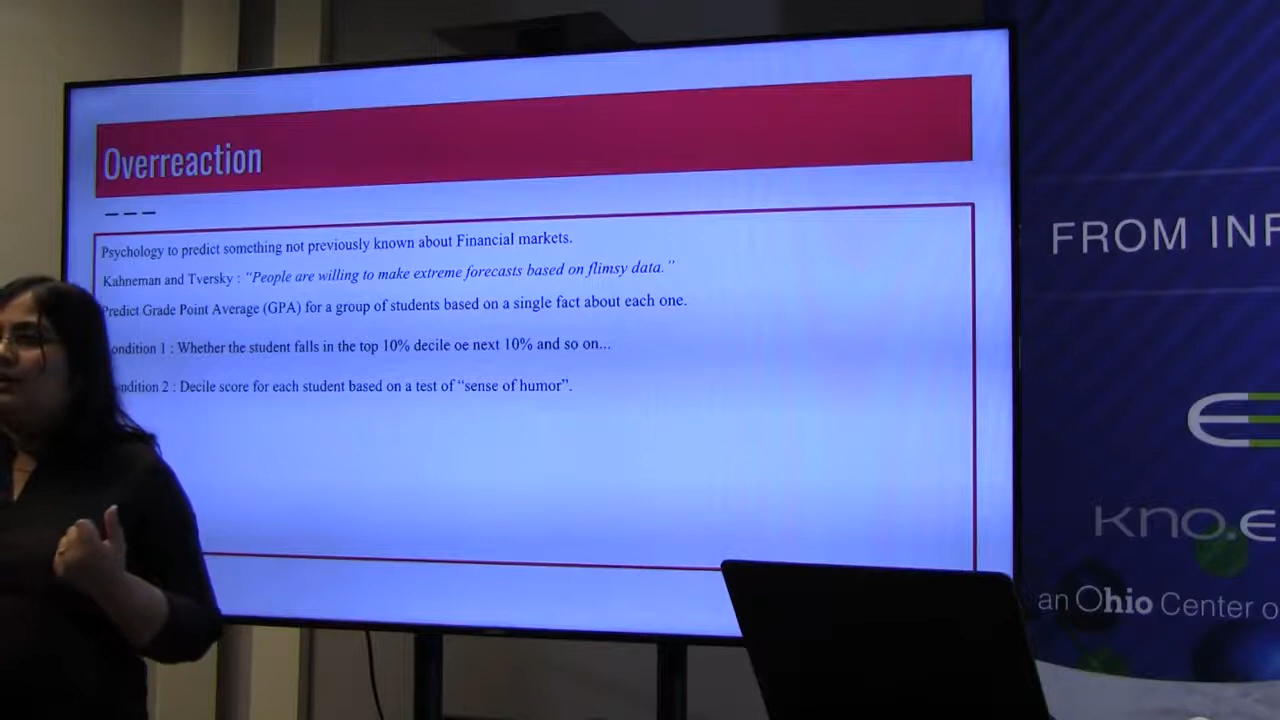 Overreaction
Psychology to predict something not previously known about Financial markets.
Kahneman and Tversky : “People are willing to make extreme forecasts based on flimsy data.”
Predict Grade Point Average (GPA) for a group of students based on a single fact about each one.
ondition 1 : Whether the student falls in the top 10% decile oe next 10% and so on...
ndition 2 : Decile score for each student based on a test of “sense of humor”.
FROM INF
kno.e
an Ohio Center o